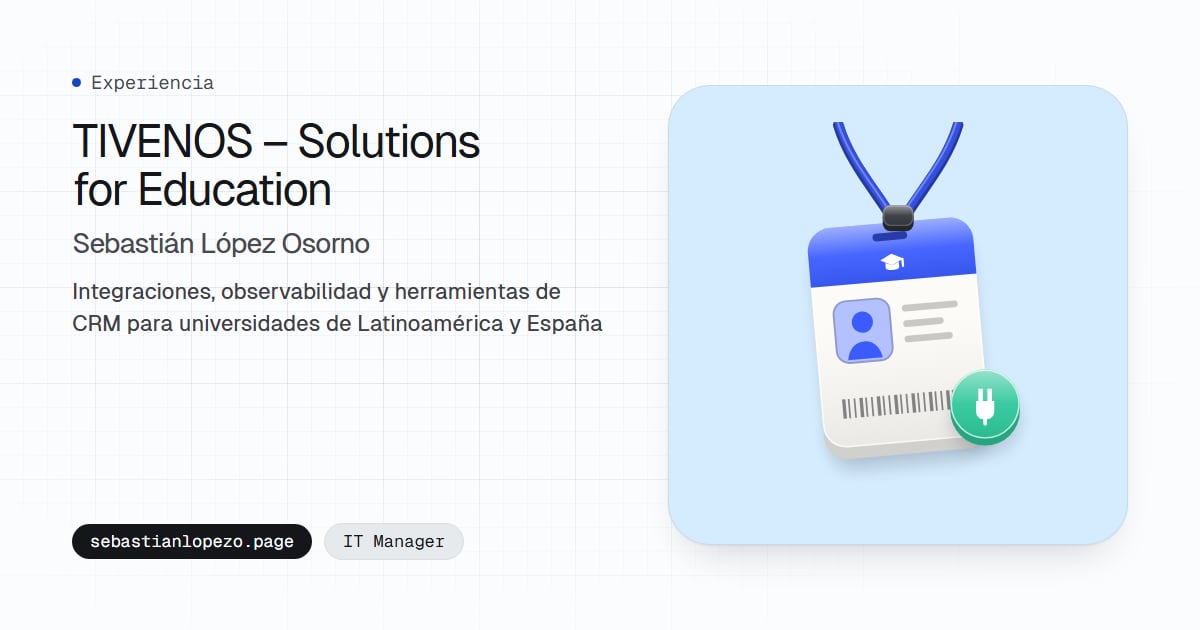 Experiencia
TIVENOS – Solutions
for Education
Sebastián López Osorno
Integraciones, observabilidad y herramientas de
CRM para universidades de Latinoamérica y España
sebastianlopezo.page
IT Manager